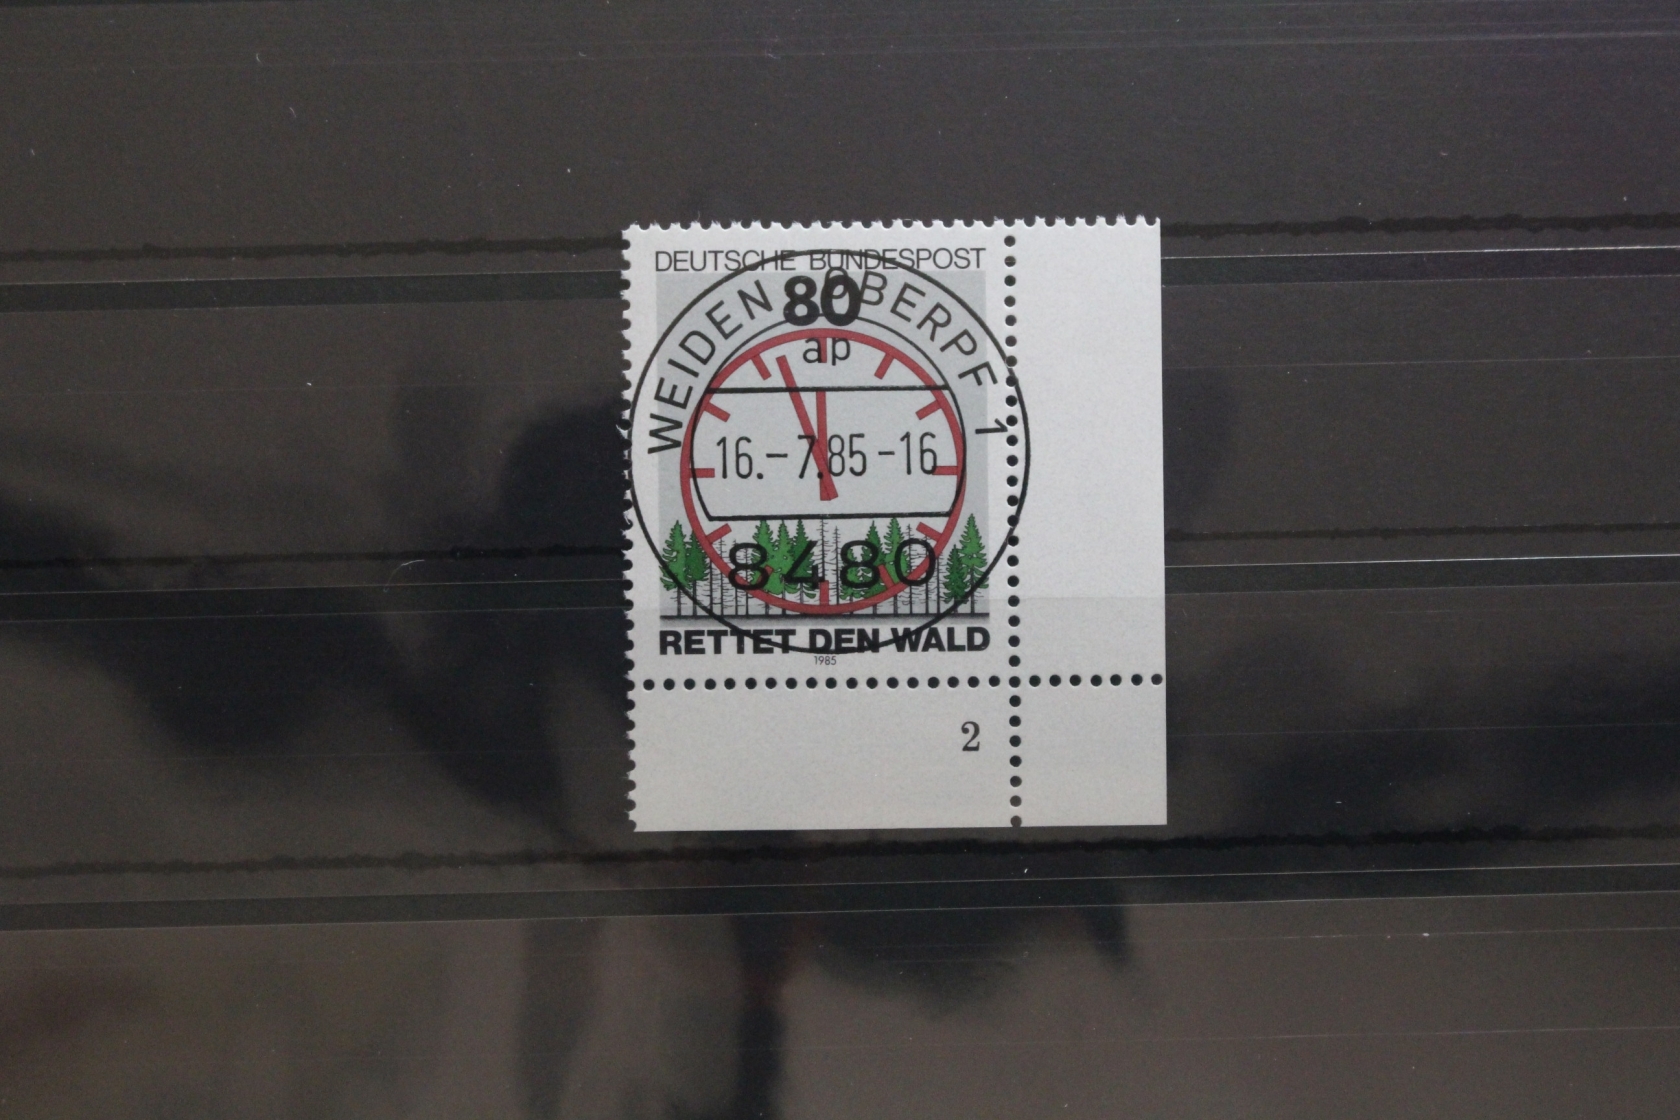 DEUTSCHE BUNDESPOST
80
WEIDEN OBERPF 1
ap
16.-7.85-16
8480
RETTET DEN WALD
1985
2